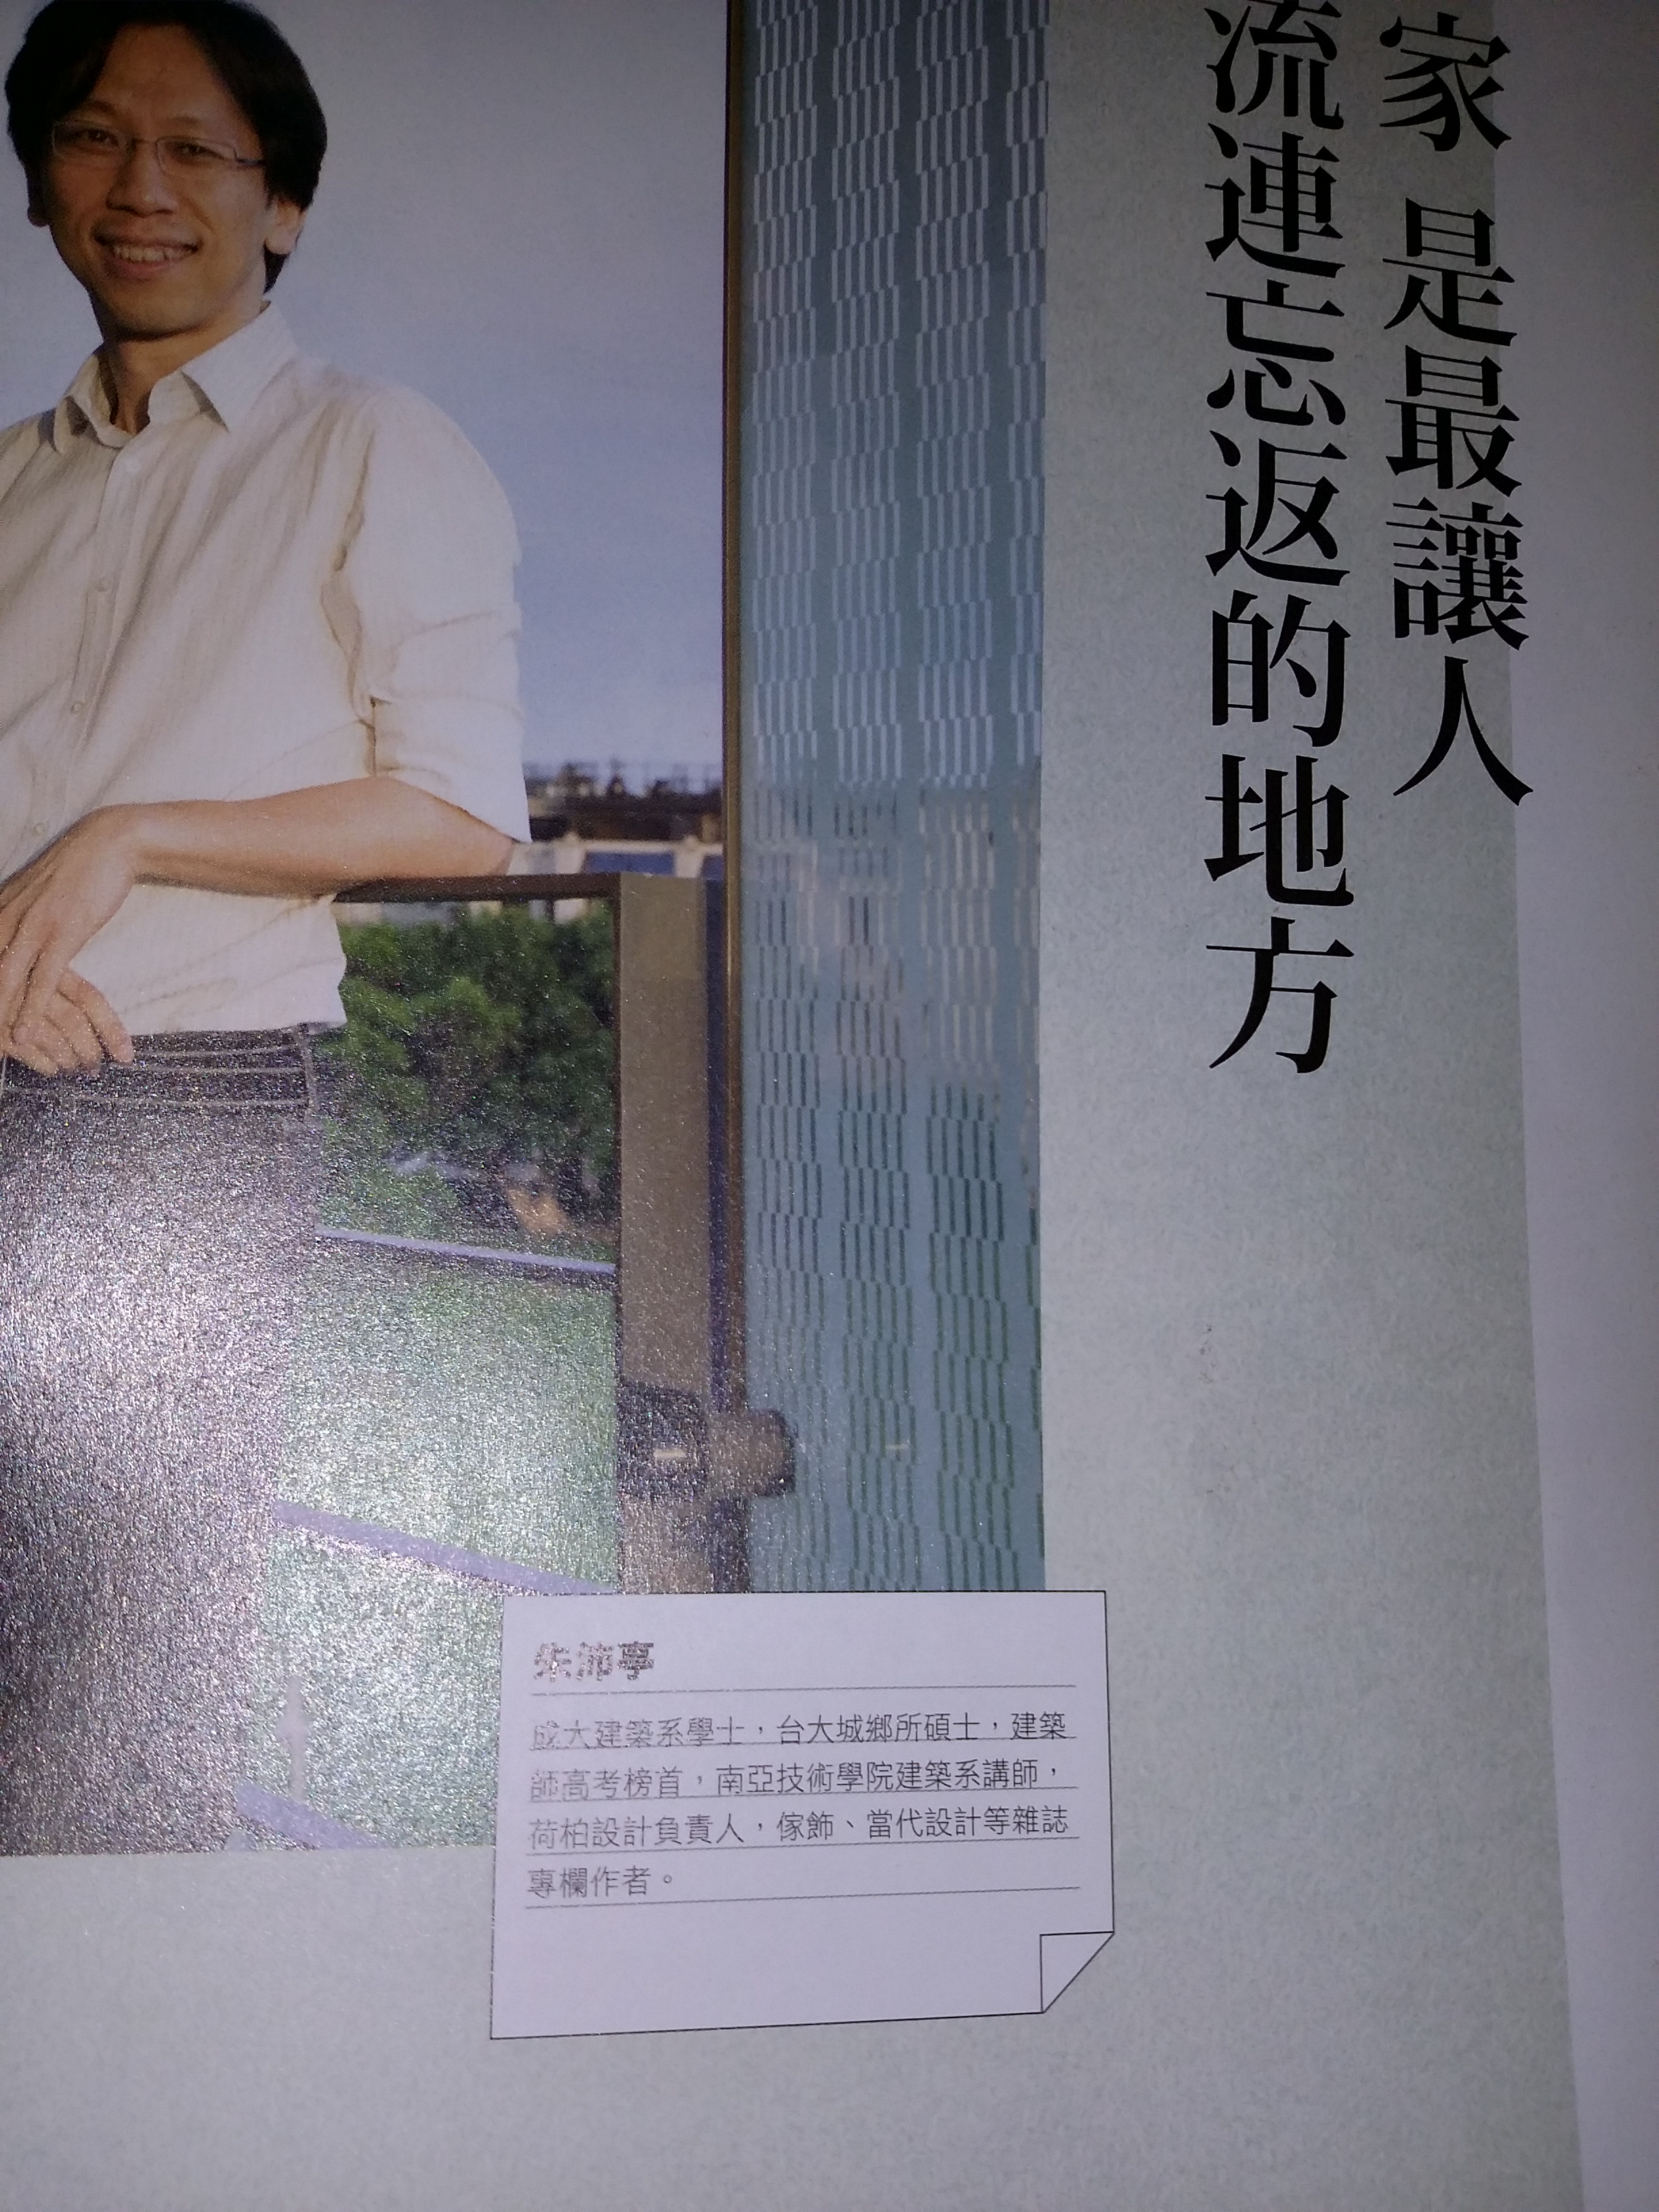 家 是最讓人
流連忘返的地方
朱沛亭
成大建築系學士，台大城鄉所碩士，建築
師高考榜首，南亞技術學院建築系講師，
荷柏設計負責人，傢飾、當代設計等雜誌
專欄作者。